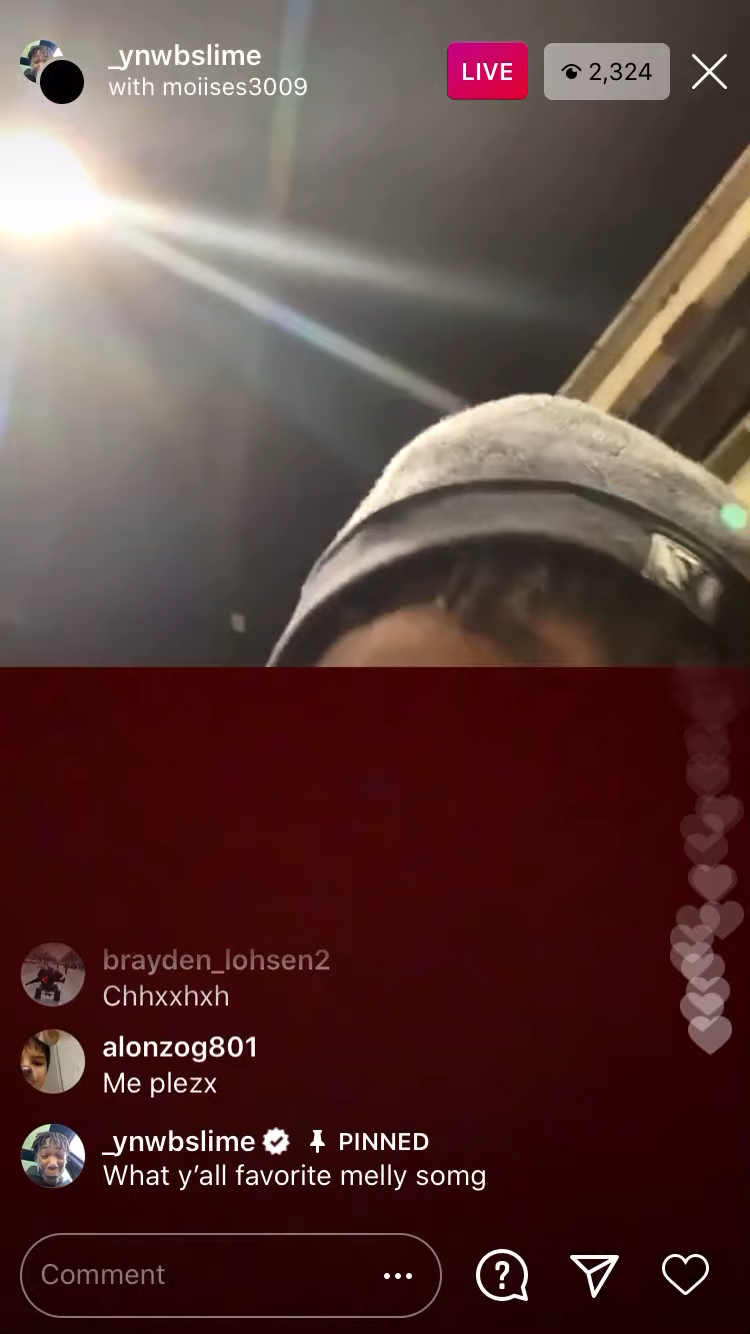 _ynwbslime
with moiises3009
LIVE
2,324
brayden_lohsen2
Chhxxhxh
alonzog801
Me plezx
_ynwbslime PINNED
What y’all favorite melly somg
Comment